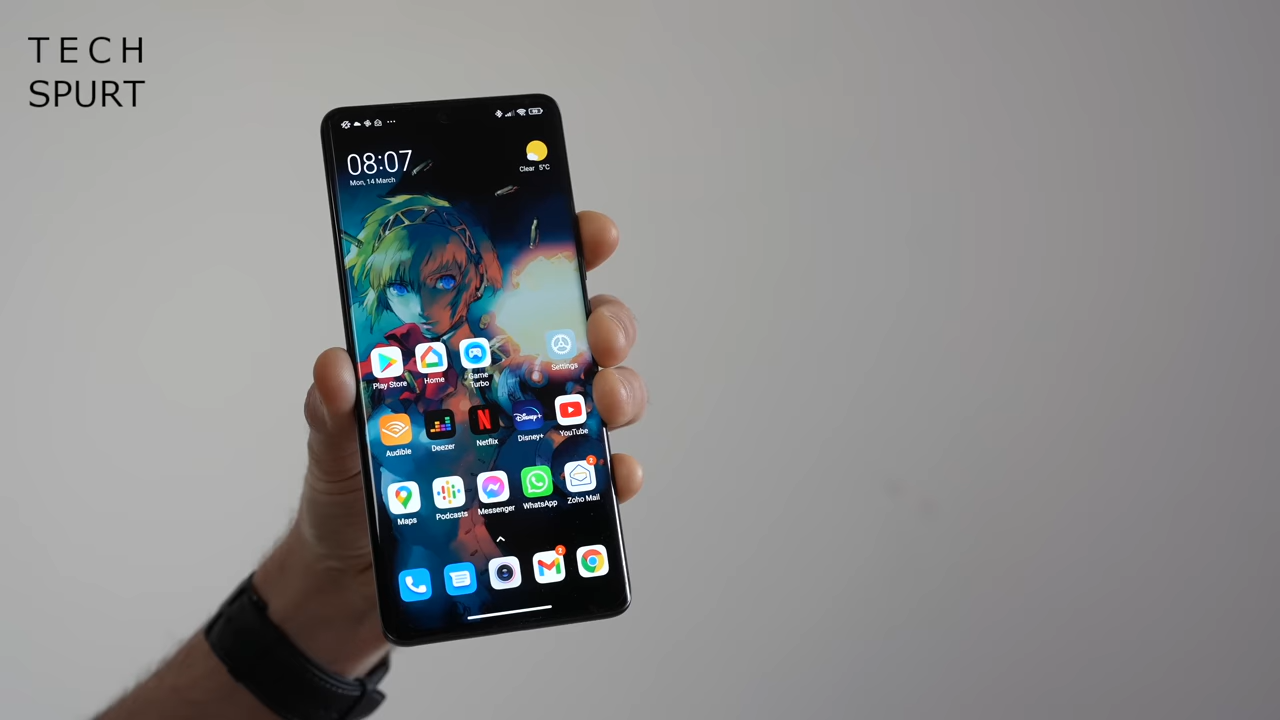 TECH
SPURT
08:07
Mon, 14 March
Clear 5°C
Play Store
Home
Game
Turbo
Settings
Audible
Deezer
Netflix
Disney+
YouTube
Maps
Podcasts
Messenger
WhatsApp
Zoho Mail